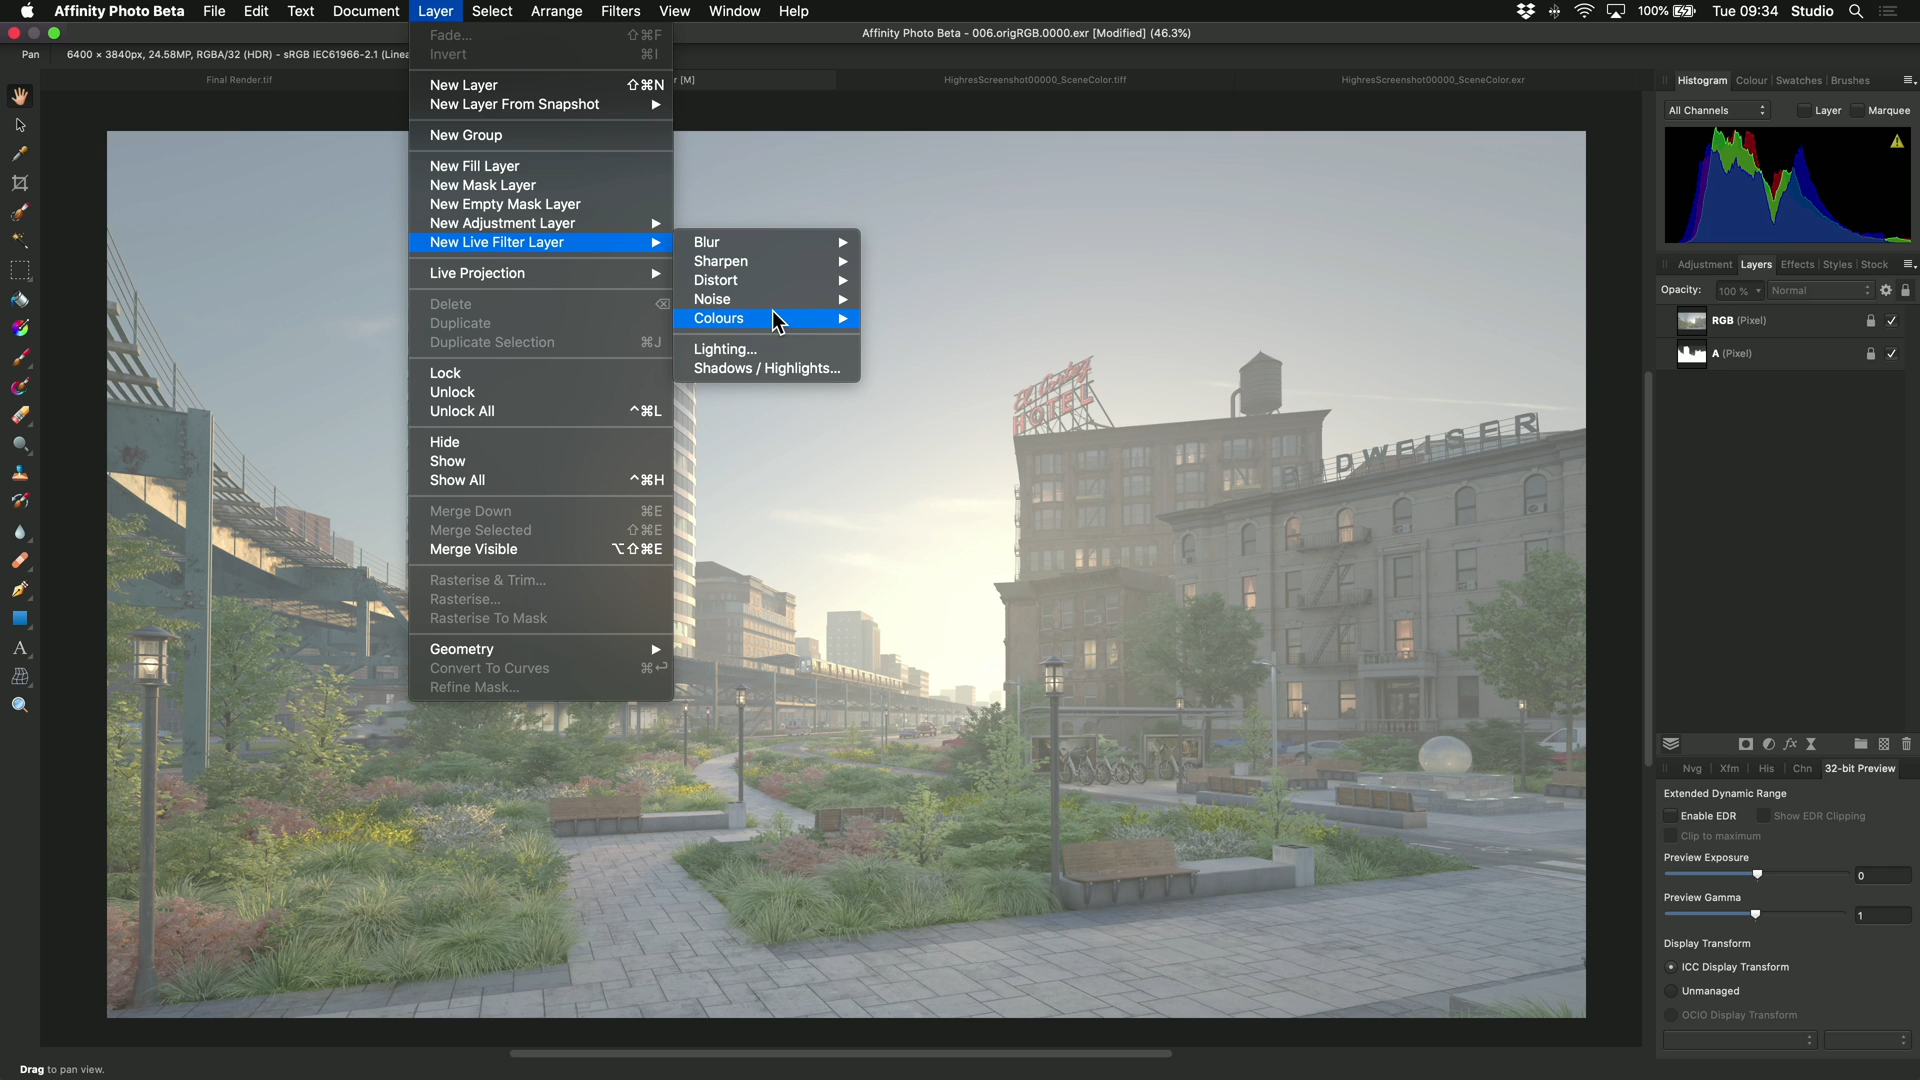 Affinity Photo Beta File Edit Text Document Layer Select Arrange Filters View Window Help 100% Tue 09:34 Studio
Affinity Photo Beta - 006.origRGB.0000.exr [Modified] (46.3%)
Pan 6400 × 3840px, 24.58MP, RGBA/32 (HDR) - sRGB IEC61966-2.1 (Linea
Final Render.tif
r [M]
HighresScreenshot00000_SceneColor.tiff
HighresScreenshot00000_SceneColor.exr
Fade... ⇧⌘F
Invert ⌘I
New Layer ⇧⌘N
New Layer From Snapshot ▶
New Group
New Fill Layer
New Mask Layer
New Empty Mask Layer
New Adjustment Layer ▶
New Live Filter Layer ▶
Live Projection ▶
Delete ⌫
Duplicate
Duplicate Selection ⌘J
Lock
Unlock
Unlock All ^⌘L
Hide
Show
Show All ^⌘H
Merge Down ⌘E
Merge Selected ⇧⌘E
Merge Visible ⌥⇧⌘E
Rasterise & Trim...
Rasterise...
Rasterise To Mask
Geometry ▶
Convert To Curves ⌘↩
Refine Mask...
Blur ▶
Sharpen ▶
Distort ▶
Noise ▶
Colours ▶
Lighting...
Shadows / Highlights...
El Cortez
HOTEL
BUDWEISER
Histogram Colour Swatches Brushes
All Channels Layer Marquee
Adjustment Layers Effects Styles Stock
Opacity: 100 % Normal
RGB (Pixel)
A (Pixel)
Nvg Xfm His Chn 32-bit Preview
Extended Dynamic Range
Enable EDR Show EDR Clipping
Clip to maximum
Preview Exposure
0
Preview Gamma
1
Display Transform
ICC Display Transform
Unmanaged
OCIO Display Transform
Drag to pan view.